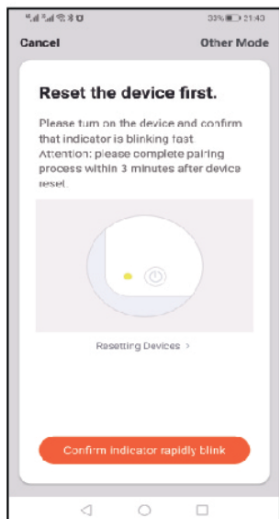 33% 21:40
Cancel Other Mode
Reset the device first.
Please turn on the device and confirm
that indicator is blinking fast
Attention: please complete pairing
process within 3 minutes after device
reset.
Resetting Devices >
Confirm indicator rapidly blink